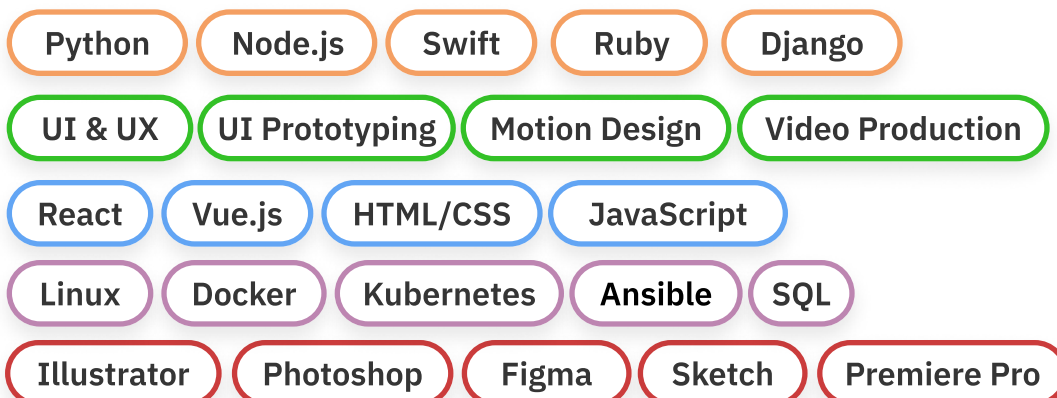 Python Node.js Swift Ruby Django
UI & UX UI Prototyping Motion Design Video Production
React Vue.js HTML/CSS JavaScript
Linux Docker Kubernetes Ansible SQL
Illustrator Photoshop Figma Sketch Premiere Pro